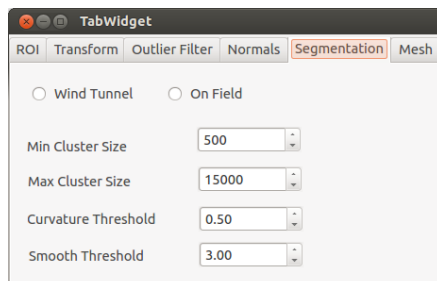 TabWidget
ROI Transform Outlier Filter Normals Segmentation Mesh
Wind Tunnel On Field
Min Cluster Size 500
Max Cluster Size 15000
Curvature Threshold 0.50
Smooth Threshold 3.00